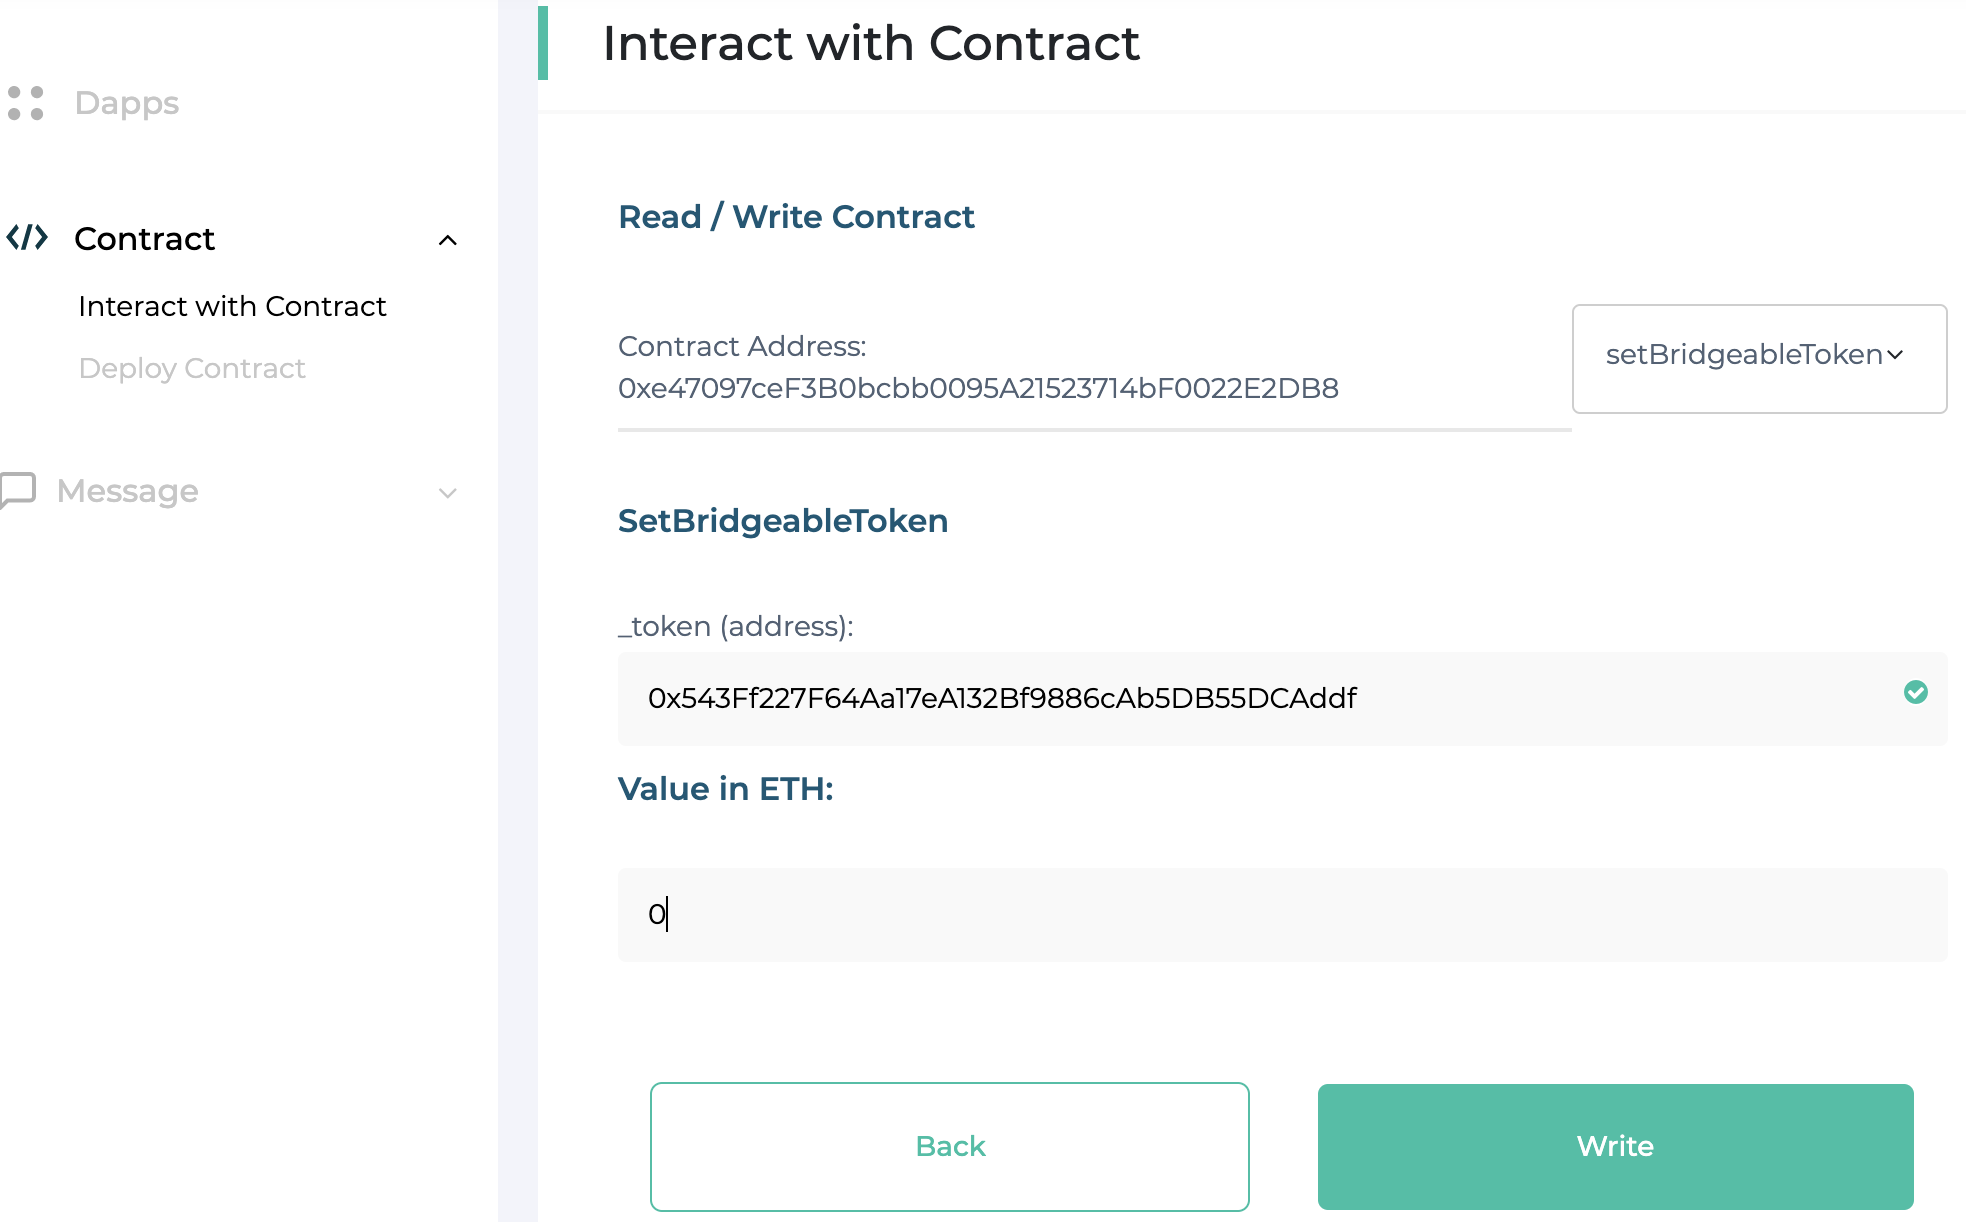 Interact with Contract
Dapps
Contract
Interact with Contract
Deploy Contract
Message
Read / Write Contract
Contract Address:
0xe47097ceF3B0bcbb0095A21523714bF0022E2DB8
setBridgeableToken
SetBridgeableToken
_token (address):
0x543Ff227F64Aa17eA132Bf9886cAb5DB55DCAddf
Value in ETH:
0
Back
Write